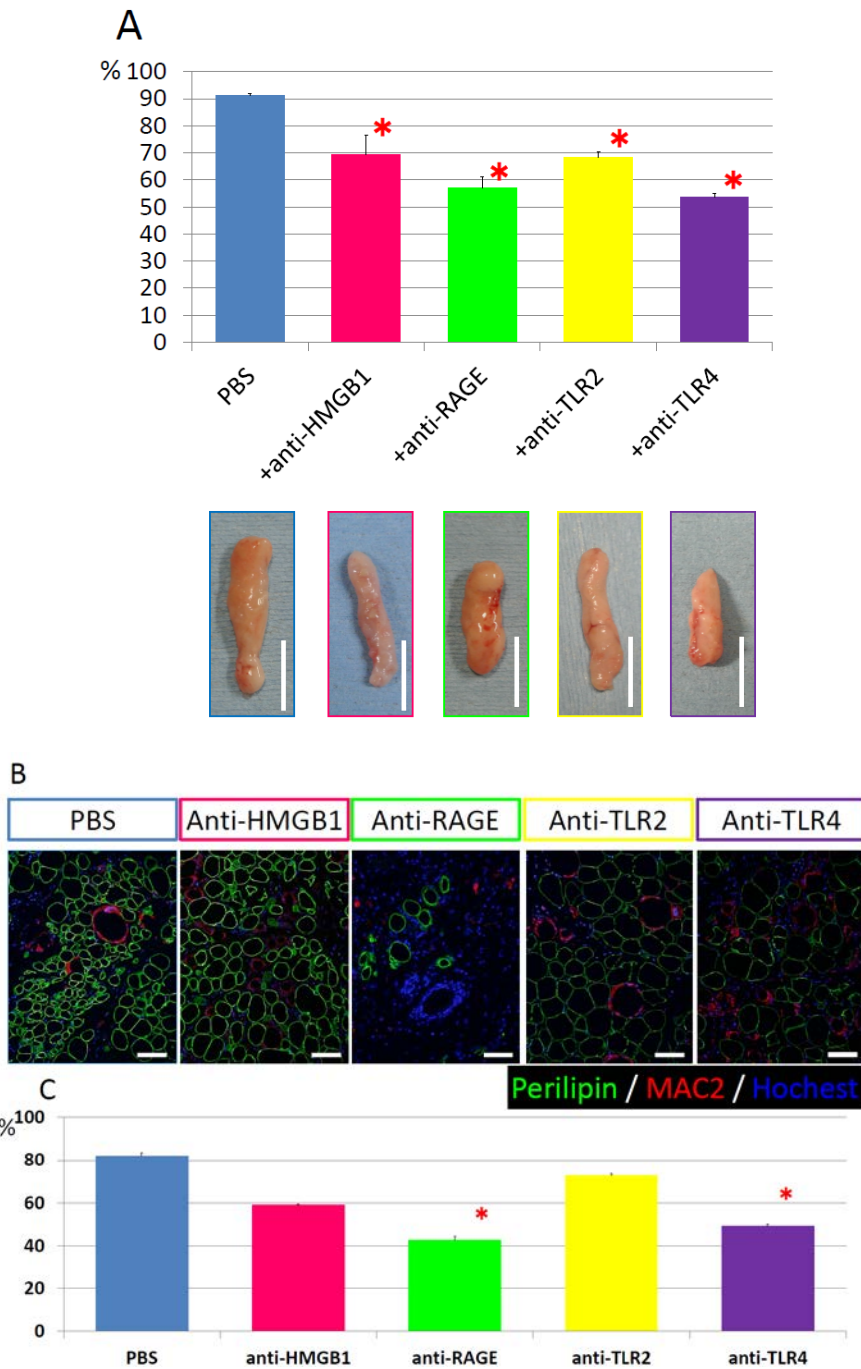 A
% 100
90
80
70
60
50
40
30
20
10
0
*
*
*
*
PBS
+anti-HMGB1
+anti-RAGE
+anti-TLR2
+anti-TLR4
B
PBS Anti-HMGB1 Anti-RAGE Anti-TLR2 Anti-TLR4
Perilipin / MAC2 / Hochest
C
% 100
80
60
40
20
0
*
*
PBS anti-HMGB1 anti-RAGE anti-TLR2 anti-TLR4